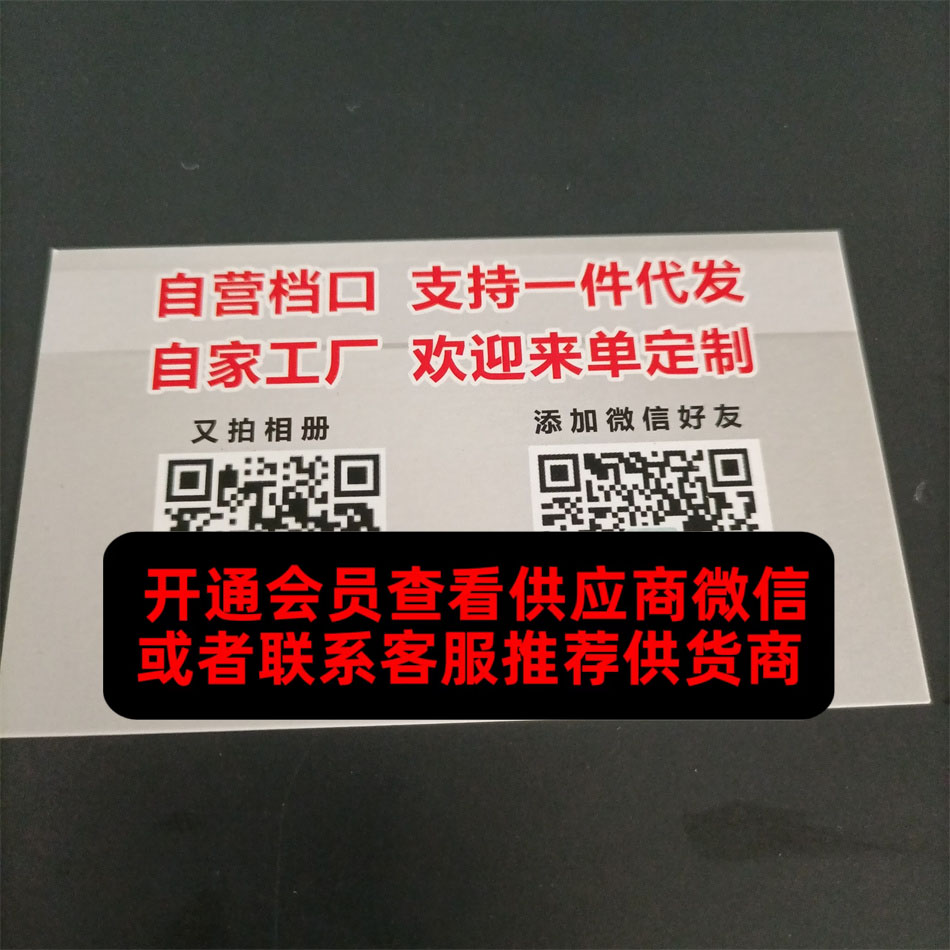 自营档口 支持一件代发
自家工厂 欢迎来单定制
又拍相册 添加微信好友
开通会员查看供应商微信
或者联系客服推荐供货商